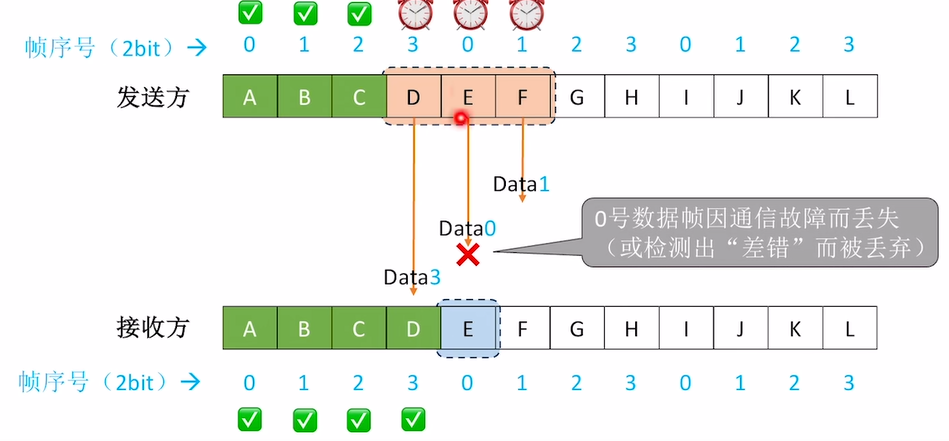 帧序号（2bit）→ 0 1 2 3 0 1 2 3 0 1 2 3
发送方 A B C D E F G H I J K L
Data1
0号数据帧因通信故障而丢失
（或检测出“差错”而被丢弃）
Data0
Data3
接收方 A B C D E F G H I J K L
帧序号（2bit）→ 0 1 2 3 0 1 2 3 0 1 2 3